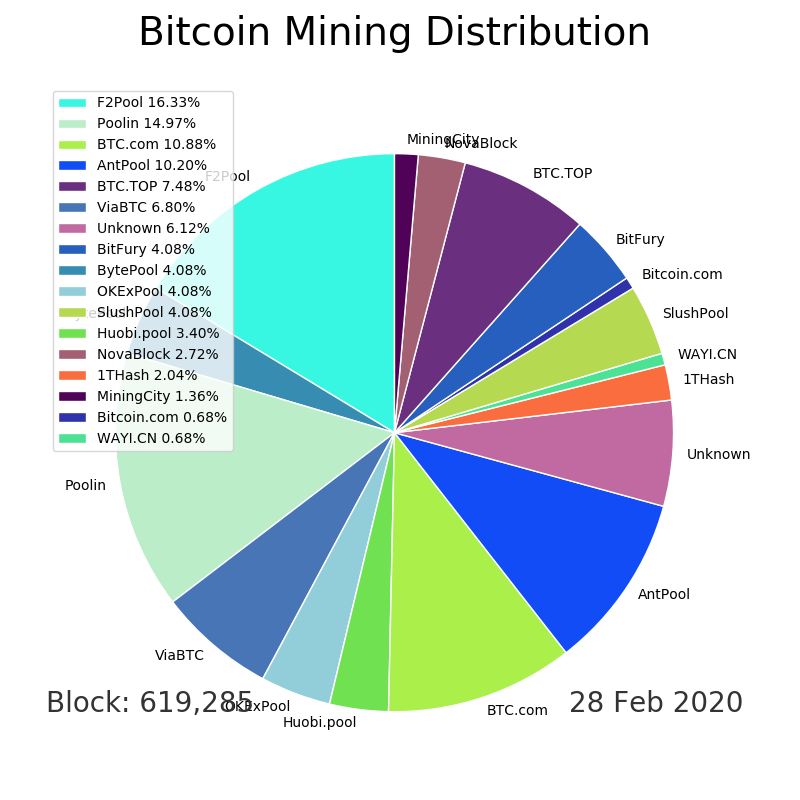 Bitcoin Mining Distribution
F2Pool 16.33%
Poolin 14.97%
BTC.com 10.88%
AntPool 10.20%
BTC.TOP 7.48%
ViaBTC 6.80%
Unknown 6.12%
BitFury 4.08%
BytePool 4.08%
OKExPool 4.08%
SlushPool 4.08%
Huobi.pool 3.40%
NovaBlock 2.72%
1THash 2.04%
MiningCity 1.36%
Bitcoin.com 0.68%
WAYI.CN 0.68%
MiningCity
NovaBlock
BTC.TOP
BitFury
Bitcoin.com
SlushPool
WAYI.CN
1THash
Unknown
AntPool
BTC.com
Huobi.pool
OKExPool
ViaBTC
Poolin
F2Pool
Block: 619,285
28 Feb 2020